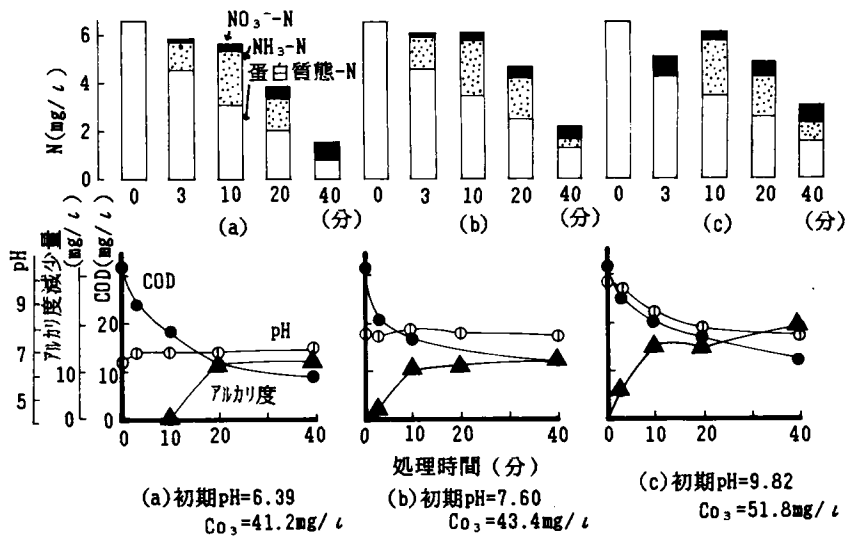 NO₃⁻-N
NH₃-N
蛋白質態-N
N(mg/ℓ)
6
4
2
0
0 3 10 20 40
(a) (分)
0 3 10 20 40
(b) (分)
0 3 10 20 40
(c) (分)
pH
アルカリ度減少量
(mg/ℓ)
COD(mg/ℓ)
9
7
5
10
0
20
10
0
COD
pH
アルカリ度
0 10 20 40
0 10 20 40
0 10 20 40
処理時間(分)
(a)初期pH=6.39
Co₃=41.2mg/ℓ
(b)初期pH=7.60
Co₃=43.4mg/ℓ
(c)初期pH=9.82
Co₃=51.8mg/ℓ